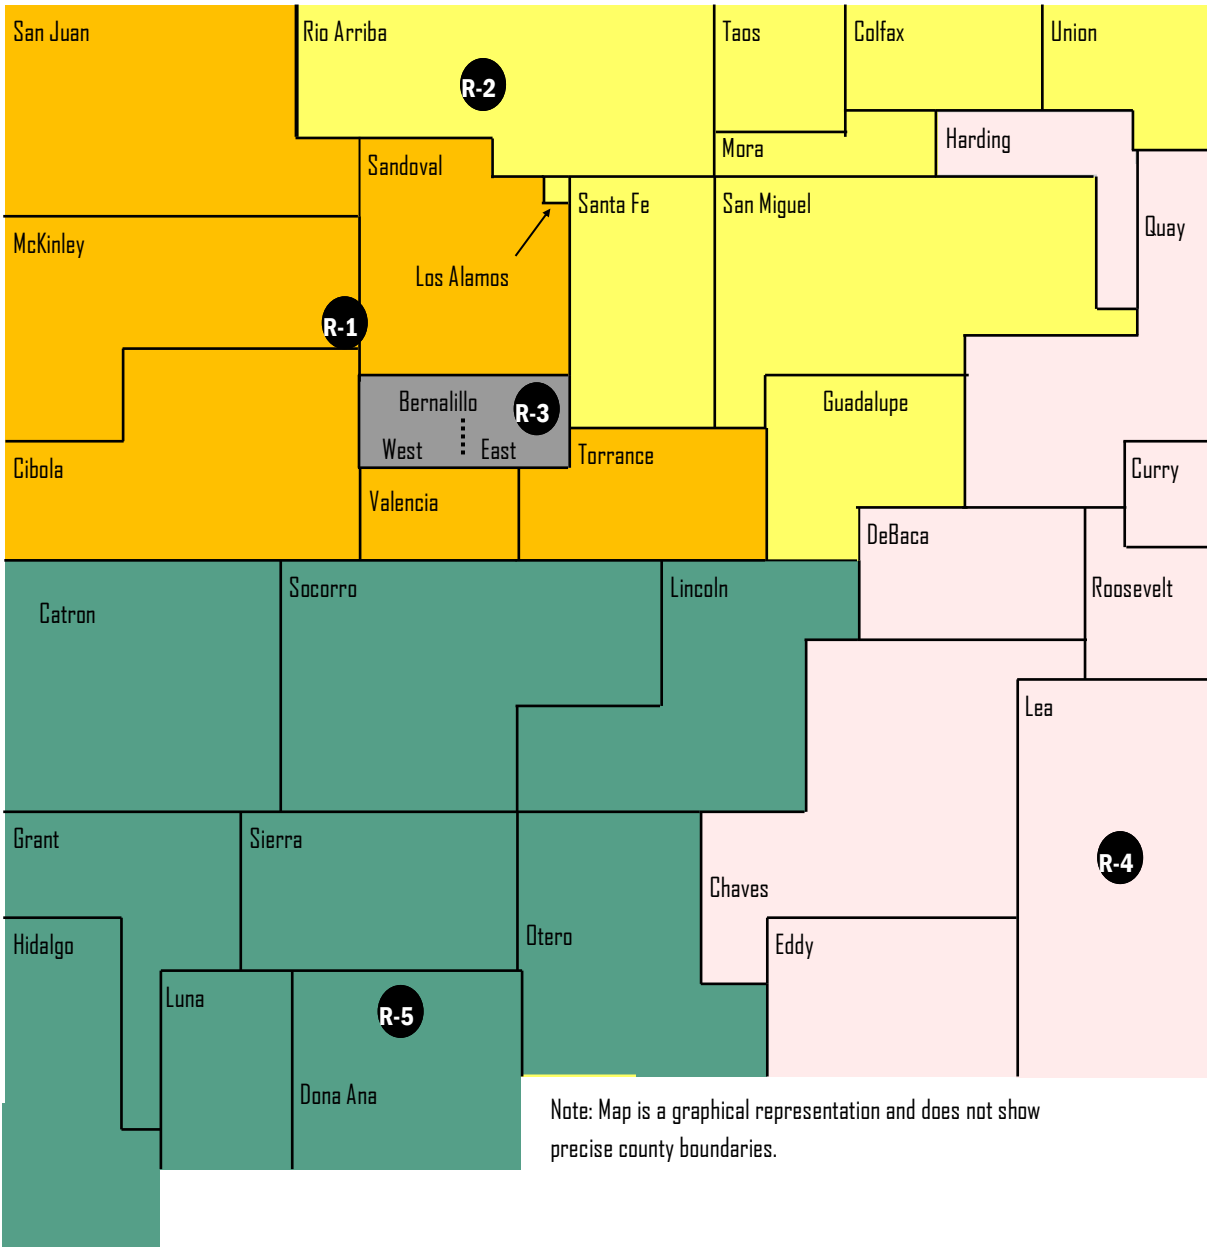 San Juan
Rio Arriba
Taos
Colfax
Union
R-2
Mora
Harding
Sandoval
Santa Fe
San Miguel
Quay
McKinley
Los Alamos
R-1
Bernalillo
R-3
Guadalupe
West
East
Torrance
Cibola
Curry
Valencia
DeBaca
Socorro
Lincoln
Roosevelt
Catron
Lea
Grant
Sierra
R-4
Chaves
Otero
Hidalgo
Eddy
Luna
R-5
Dona Ana
Note: Map is a graphical representation and does not show
precise county boundaries.